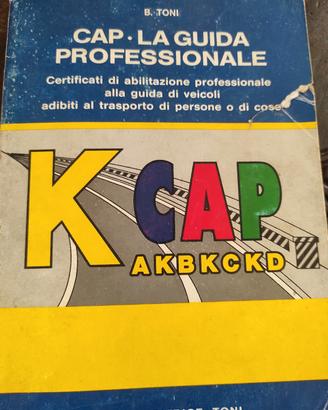 B. TONI
CAP · LA GUIDA
PROFESSIONALE
Certificati di abilitazione professionale
alla guida di veicoli
adibiti al trasporto di persone o di cose
K CAP
AKBKCKD
TONI